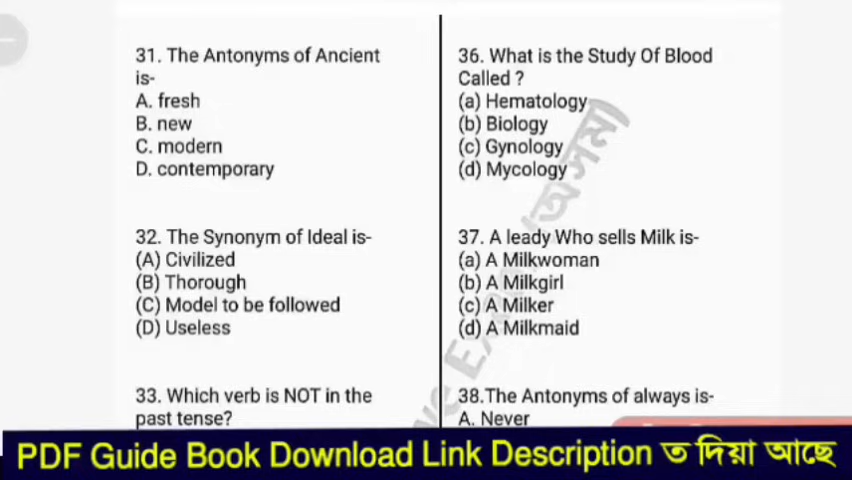 31. The Antonyms of Ancient
is-
A. fresh
B. new
C. modern
D. contemporary
32. The Synonym of Ideal is-
(A) Civilized
(B) Thorough
(C) Model to be followed
(D) Useless
33. Which verb is NOT in the
past tense?
36. What is the Study Of Blood
Called ?
(a) Hematology
(b) Biology
(c) Gynology
(d) Mycology
37. A leady Who sells Milk is-
(a) A Milkwoman
(b) A Milkgirl
(c) A Milker
(d) A Milkmaid
38.The Antonyms of always is-
A. Never
PDF Guide Book Download Link Description ত দিয়া আছে